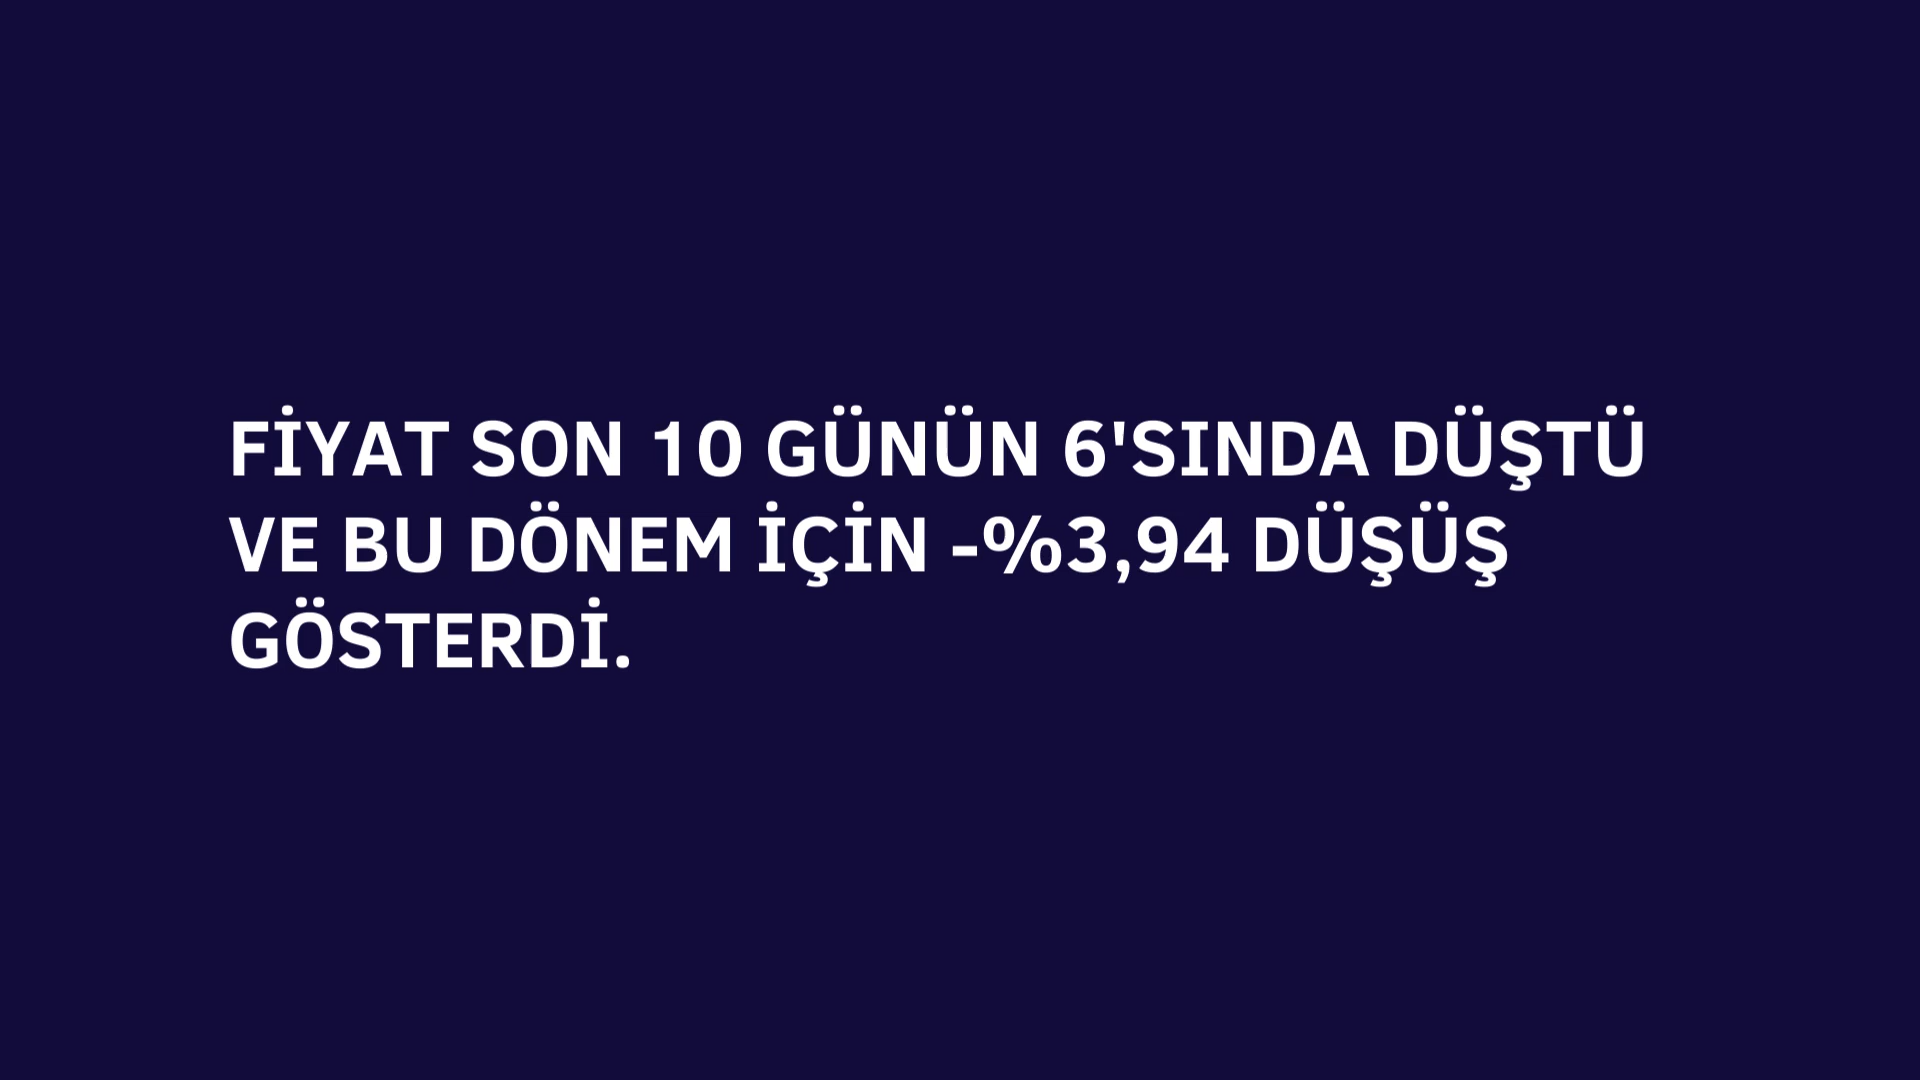 FİYAT SON 10 GÜNÜN 6'SINDA DÜŞTÜ
VE BU DÖNEM İÇİN -%3,94 DÜŞÜŞ
GÖSTERDİ.